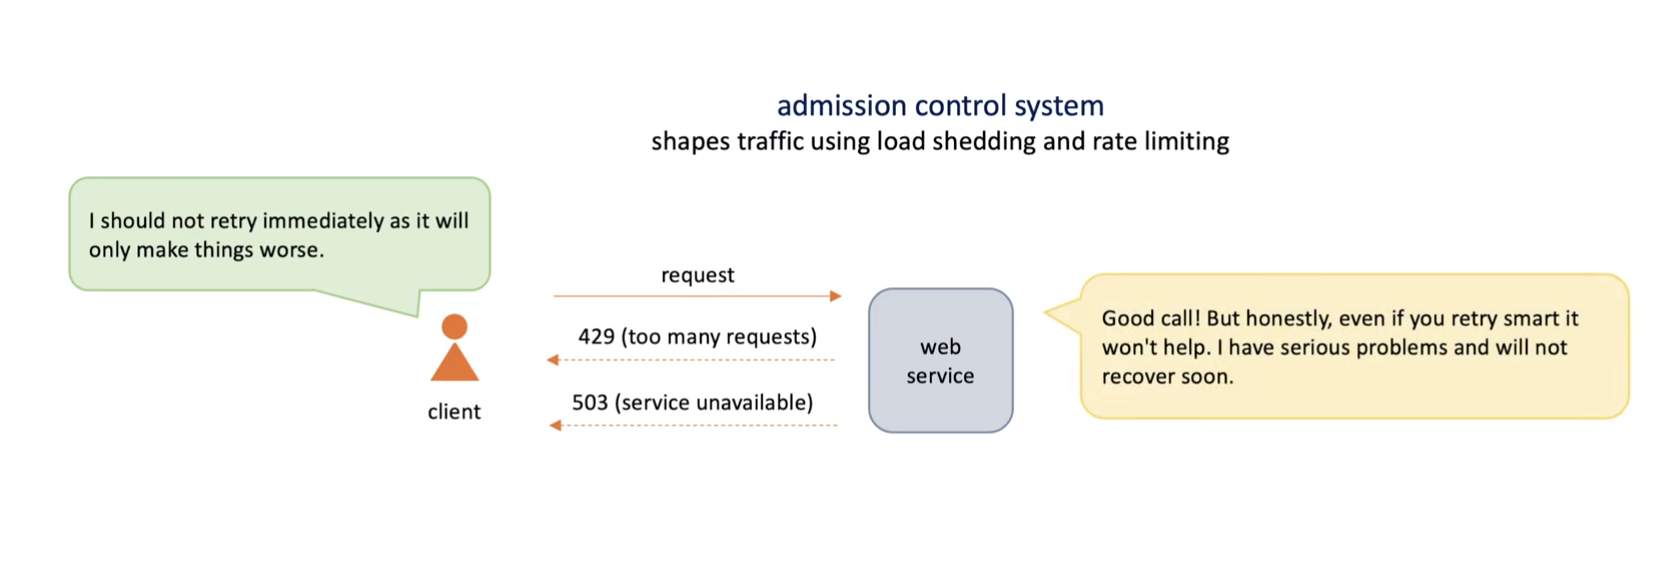 admission control system
shapes traffic using load shedding and rate limiting
I should not retry immediately as it will
only make things worse.
request
429 (too many requests)
503 (service unavailable)
client
web
service
Good call! But honestly, even if you retry smart it
won't help. I have serious problems and will not
recover soon.